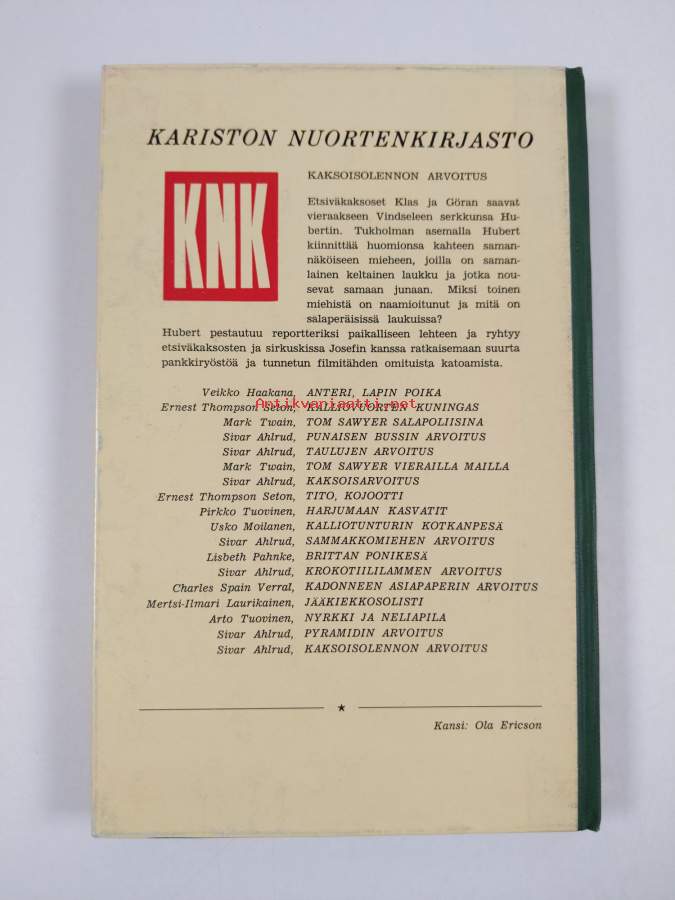 KARISTON NUORTENKIRJASTO
KNK
KAKSOISOLENNON ARVOITUS
Etsiväkaksoset Klas ja Göran saavat
vieraakseen Vindseleen serkkunsa Hu-
bertin. Tukholman asemalla Hubert
kiinnittää huomionsa kahteen saman-
näköiseen mieheen, joilla on saman-
lainen keltainen laukku ja jotka nou-
sevat samaan junaan. Miksi toinen
miehistä on naamioitunut ja mitä on
salaperäisissä laukuissa?
Hubert pestautuu reportteriksi paikalliseen lehteen ja ryhtyy
etsiväkaksosten ja sirkuskissa Josefin kanssa ratkaisemaan suurta
pankkiryöstöä ja tunnetun filmitähden omituista katoamista.
Veikko Haakana, ANTERI, LAPIN POIKA
Antikvariaatti.net
Ernest Thompson Seton, KALLIOVUORTEN KUNINGAS
Mark Twain, TOM SAWYER SALAPOLIISINA
Sivar Ahlrud, PUNAISEN BUSSIN ARVOITUS
Sivar Ahlrud, TAULUJEN ARVOITUS
Mark Twain, TOM SAWYER VIERAILLA MAILLA
Sivar Ahlrud, KAKSOISARVOITUS
Ernest Thompson Seton, TITO, KOJOOTTI
Pirkko Tuovinen, HARJUMAAN KASVATIT
Usko Moilanen, KALLIOTUNTURIN KOTKANPESÄ
Sivar Ahlrud, SAMMAKKOMIEHEN ARVOITUS
Lisbeth Pahnke, BRITTAN PONIKESÄ
Sivar Ahlrud, KROKOTIILILAMMEN ARVOITUS
Charles Spain Verral, KADONNEEN ASIAPAPERIN ARVOITUS
Mertsi-Ilmari Laurikainen, JÄÄKIEKKOSOLISTI
Arto Tuovinen, NYRKKI JA NELIAPILA
Sivar Ahlrud, PYRAMIDIN ARVOITUS
Sivar Ahlrud, KAKSOISOLENNON ARVOITUS
Kansi: Ola Ericson